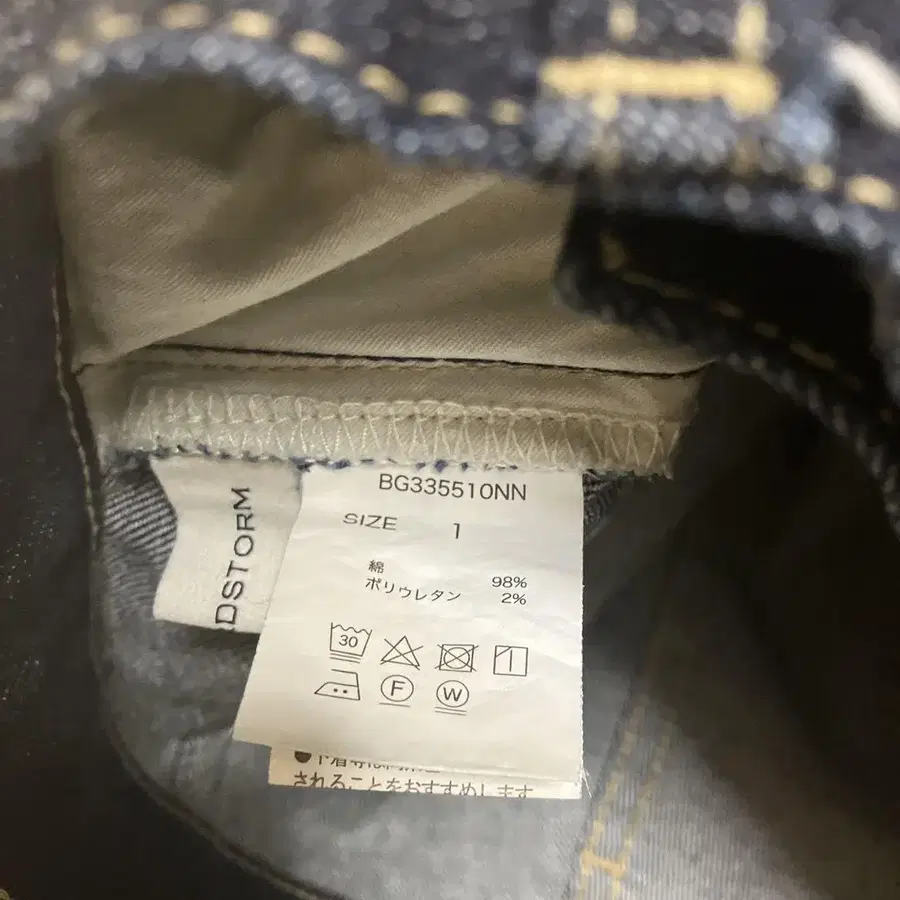 BG335510NN
SIZE 1
綿 98%
ポリウレタン 2%
DSTORM
30
F
W
されることをおすすめします